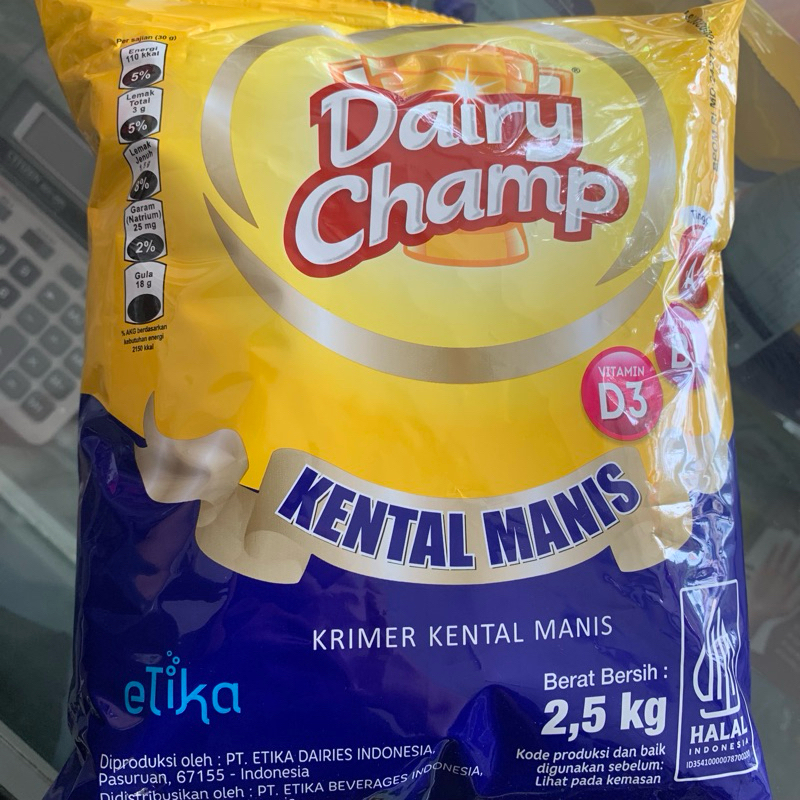 Per sajian (30 g)
Energi
110 kkal
5%
Lemak
Total
3 g
5%
Lemak
Jenuh
8%
Garam
(Natrium)
25 mg
2%
Gula
18 g
% AKG berdasarkan
kebutuhan energi
2150 kkal
Dairy
Champ
®
A
B
VITAMIN
D3
KENTAL MANIS
KRIMER KENTAL MANIS
etika
Berat Bersih :
2,5 kg
Kode produksi dan baik
digunakan sebelum:
Lihat pada kemasan
HALAL
INDONESIA
Diproduksi oleh : PT. ETIKA DAIRIES INDONESIA,
Pasuruan, 67155 - Indonesia
Didistribusikan oleh : PT. ETIKA BEVERAGES INDONESIA,